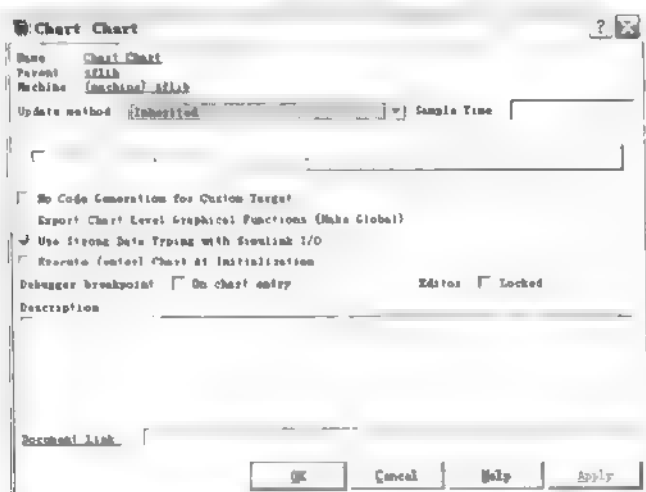 Chart Chart
Name Chart Chart
Parent sflib
Machine (machine) sflib
Update method Inherited Sample Time
No Code Generation for Custom Target
Export Chart Level Graphical Functions (Make Global)
Use Strong Data Typing with Simulink I/O
Execute (enter) Chart At Initialization
Debugger breakpoint On chart entry Editor Locked
Description
Document Link
OK Cancel Help Apply